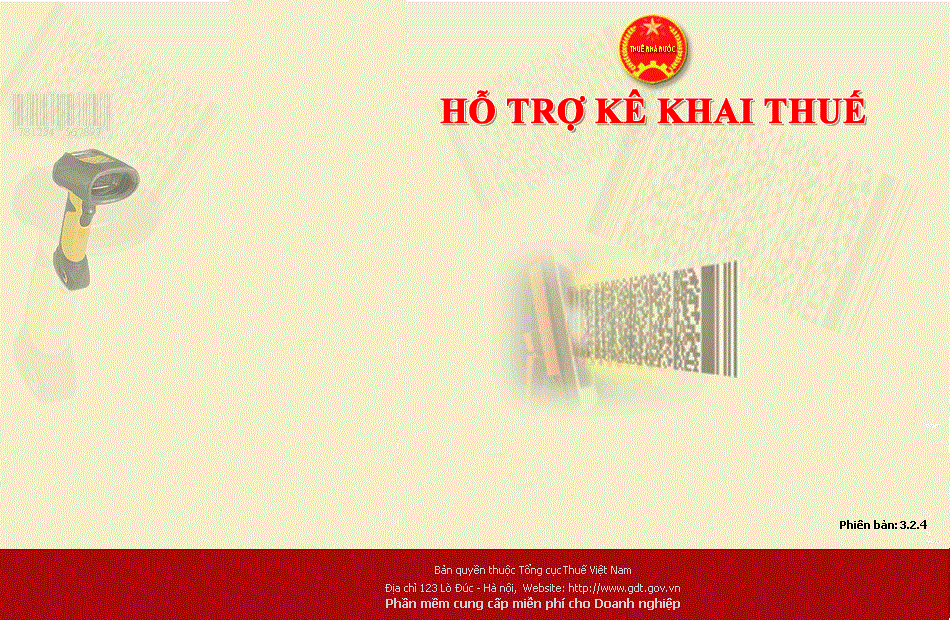 THUẾ NHÀ NƯỚC
HỖ TRỢ KÊ KHAI THUẾ
Phiên bản: 3.2.4
Bản quyền thuộc Tổng cục Thuế Việt Nam
Địa chỉ 123 Lò Đúc - Hà nội, Website: http://www.gdt.gov.vn
Phần mềm cung cấp miễn phí cho Doanh nghiệp